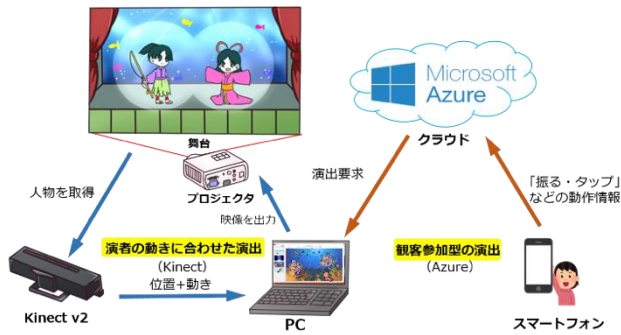 Microsoft
Azure
クラウド
舞台
プロジェクタ
人物を取得
映像を出力
演出要求
「振る・タップ」
などの動作情報
演者の動きに合わせた演出
(Kinect)
位置+動き
観客参加型の演出
(Azure)
Kinect v2
PC
スマートフォン